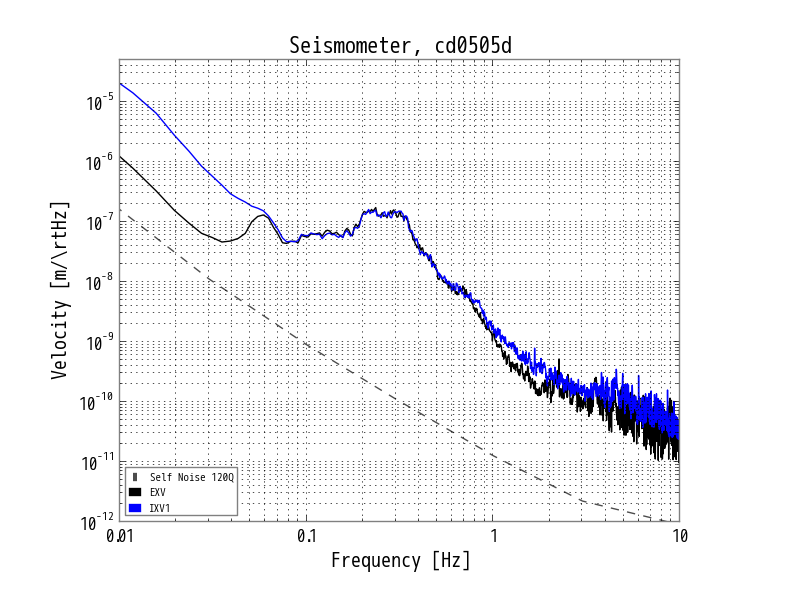 Seismometer, cd0505d
Velocity [m/\rtHz]
10^-5
10^-6
10^-7
10^-8
10^-9
10^-10
10^-11
10^-12
Self Noise 120Q
EXV
IXV1
0.01 0.1 1 10
Frequency [Hz]